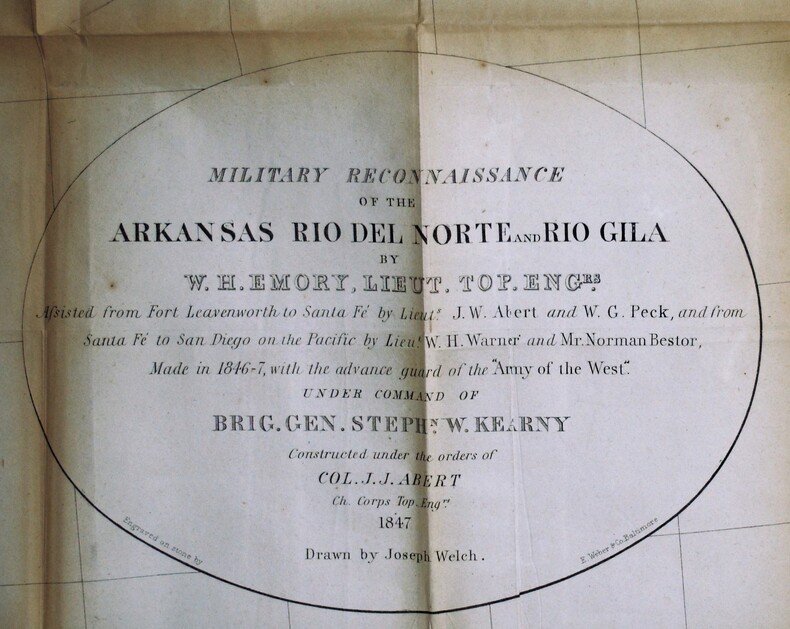 MILITARY RECONNAISSANCE
OF THE
ARKANSAS RIO DEL NORTE AND RIO GILA
BY
W. H. EMORY, LIEUT. TOP. ENGRS.
Assisted from Fort Leavenworth to Santa Fé by Lieuts. J. W. Abert and W. G. Peck, and from
Santa Fé to San Diego on the Pacific by Lieut. W. H. Warner and Mr. Norman Bestor,
Made in 1846-7, with the advance guard of the "Army of the West".
UNDER COMMAND OF
BRIG. GEN. STEPHN. W. KEARNY
Constructed under the orders of
COL. J. J. ABERT
Ch. Corps Top. Engrs.
1847
Drawn by Joseph Welch.
Engraved on stone by
E. Weber & Co. Baltimore